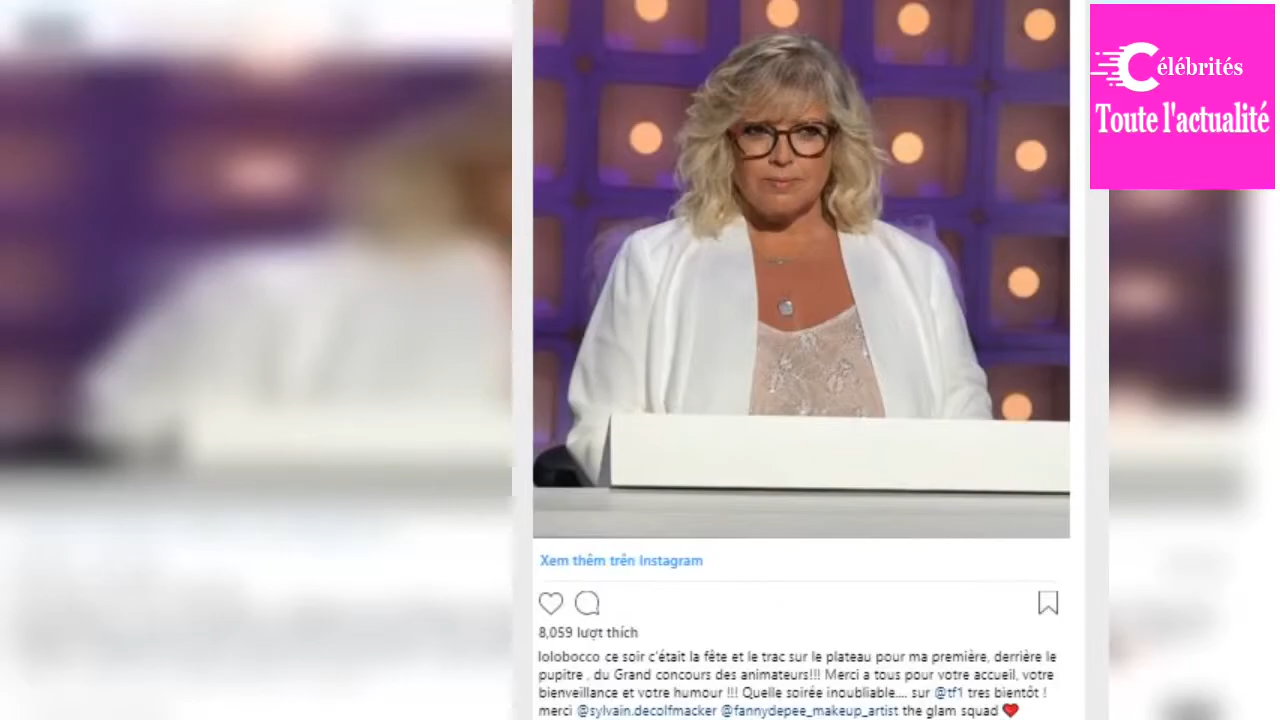 Célébrités
Toute l'actualité
Xem thêm trên Instagram
8,059 lượt thích
lolobocco ce soir c'était la fête et le trac sur le plateau pour ma première, derrière le
pupitre , du Grand concours des animateurs!!! Merci a tous pour votre accueil, votre
bienveillance et votre humour !!! Quelle soirée inoubliable.... sur @tf1 tres bientôt !
merci @sylvain.decolfmacker @fannydepee_makeup_artist the glam squad ❤️